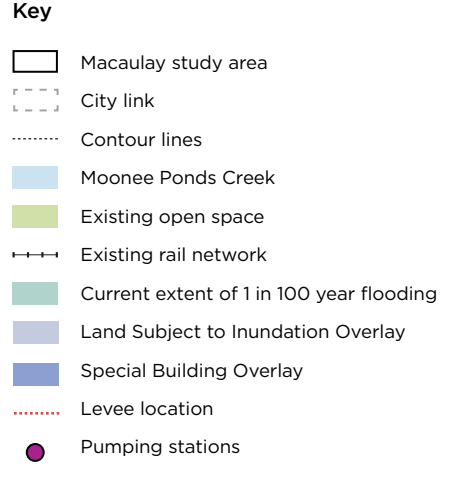 Key
Macaulay study area
City link
Contour lines
Moonee Ponds Creek
Existing open space
Existing rail network
Current extent of 1 in 100 year flooding
Land Subject to Inundation Overlay
Special Building Overlay
Levee location
Pumping stations